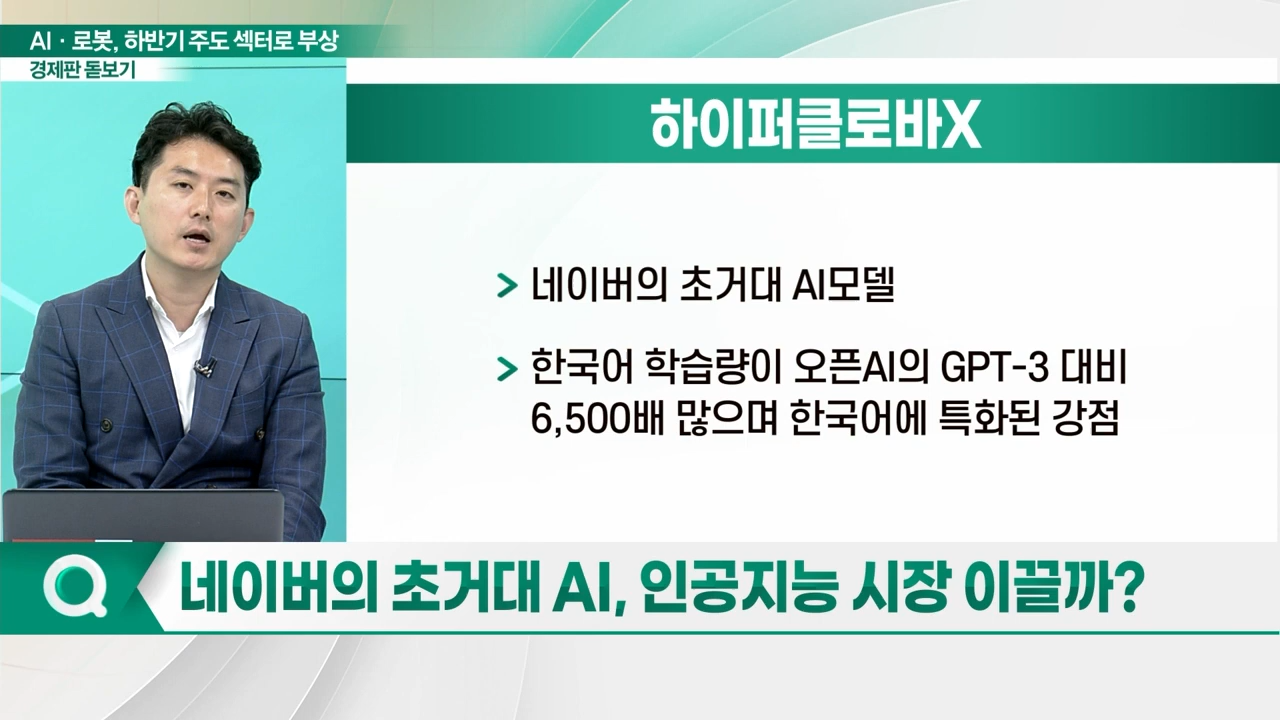 AI · 로봇, 하반기 주도 섹터로 부상
경제판 돋보기
하이퍼클로바X
> 네이버의 초거대 AI모델
> 한국어 학습량이 오픈AI의 GPT-3 대비
6,500배 많으며 한국어에 특화된 강점
네이버의 초거대 AI, 인공지능 시장 이끌까?